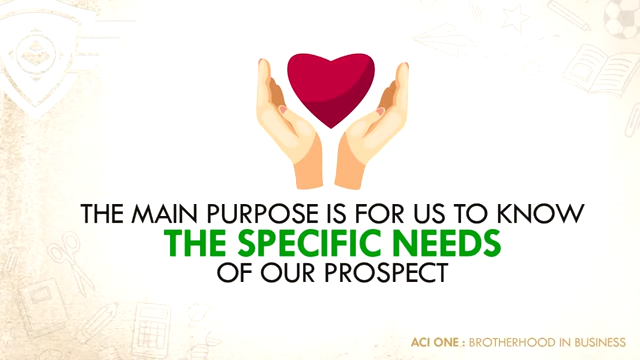 THE MAIN PURPOSE IS FOR US TO KNOW
THE SPECIFIC NEEDS
OF OUR PROSPECT
ACI ONE : BROTHERHOOD IN BUSINESS